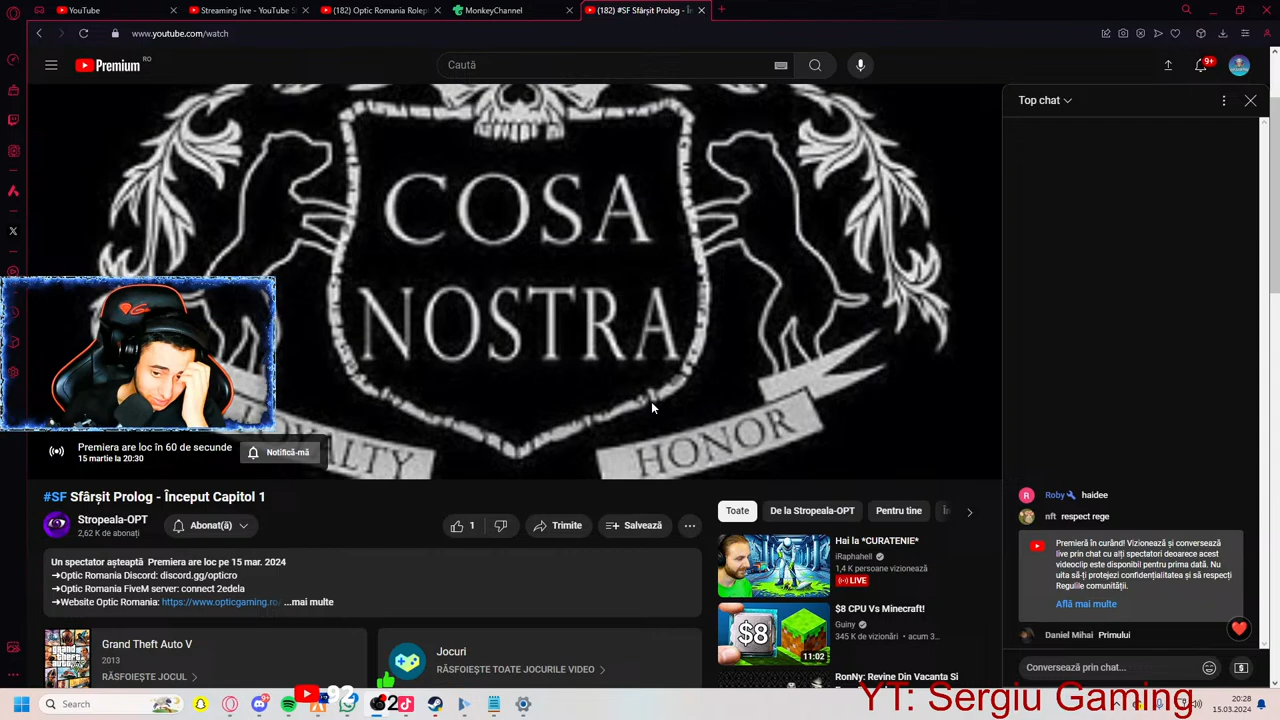 YouTube
Streaming live - YouTube S
(182) Optic Romania Rolep
MonkeyChannel
(182) #SF Sfârșit Prolog - În
www.youtube.com/watch
Premium RO
Caută
9+
Top chat
COSA
NOSTRA
LOYALTY
HONOR
Premiera are loc în 60 de secunde
15 martie la 20:30
Notifică-mă
Roby haidee
nft respect rege
Premieră în curând! Vizionează și conversează
live prin chat cu alți spectatori deoarece acest
videoclip este disponibil pentru prima dată. Nu
uita să-ți protejezi confidențialitatea și să respecți
Regulile comunității.
Află mai multe
Daniel Mihai Primului
Conversează prin chat...
#SF Sfârșit Prolog - Început Capitol 1
Stropeala-OPT
2,62 K de abonați
Abonat(ă)
1
Trimite
Salvează
Un spectator așteaptă Premiera are loc pe 15 mar. 2024
➜Optic Romania Discord: discord.gg/opticro
➜Optic Romania FiveM server: connect 2edela
➜Website Optic Romania: https://www.opticgaming.ro/ ...mai multe
Grand Theft Auto V
2013
RĂSFOIEȘTE JOCUL
Jocuri
RĂSFOIEȘTE TOATE JOCURILE VIDEO
Toate
De la Stropeala-OPT
Pentru tine
Hai la *CURATENIE*
iRaphahell
1,4 K persoane vizionează
LIVE
$8 CPU Vs Minecraft!
Guiny
345 K de vizionări • acum 3...
$8
11:02
RonNy: Revine Din Vacanta Si
Search
92
2
YT: Sergiu Gaming
20:28
15.03.2024